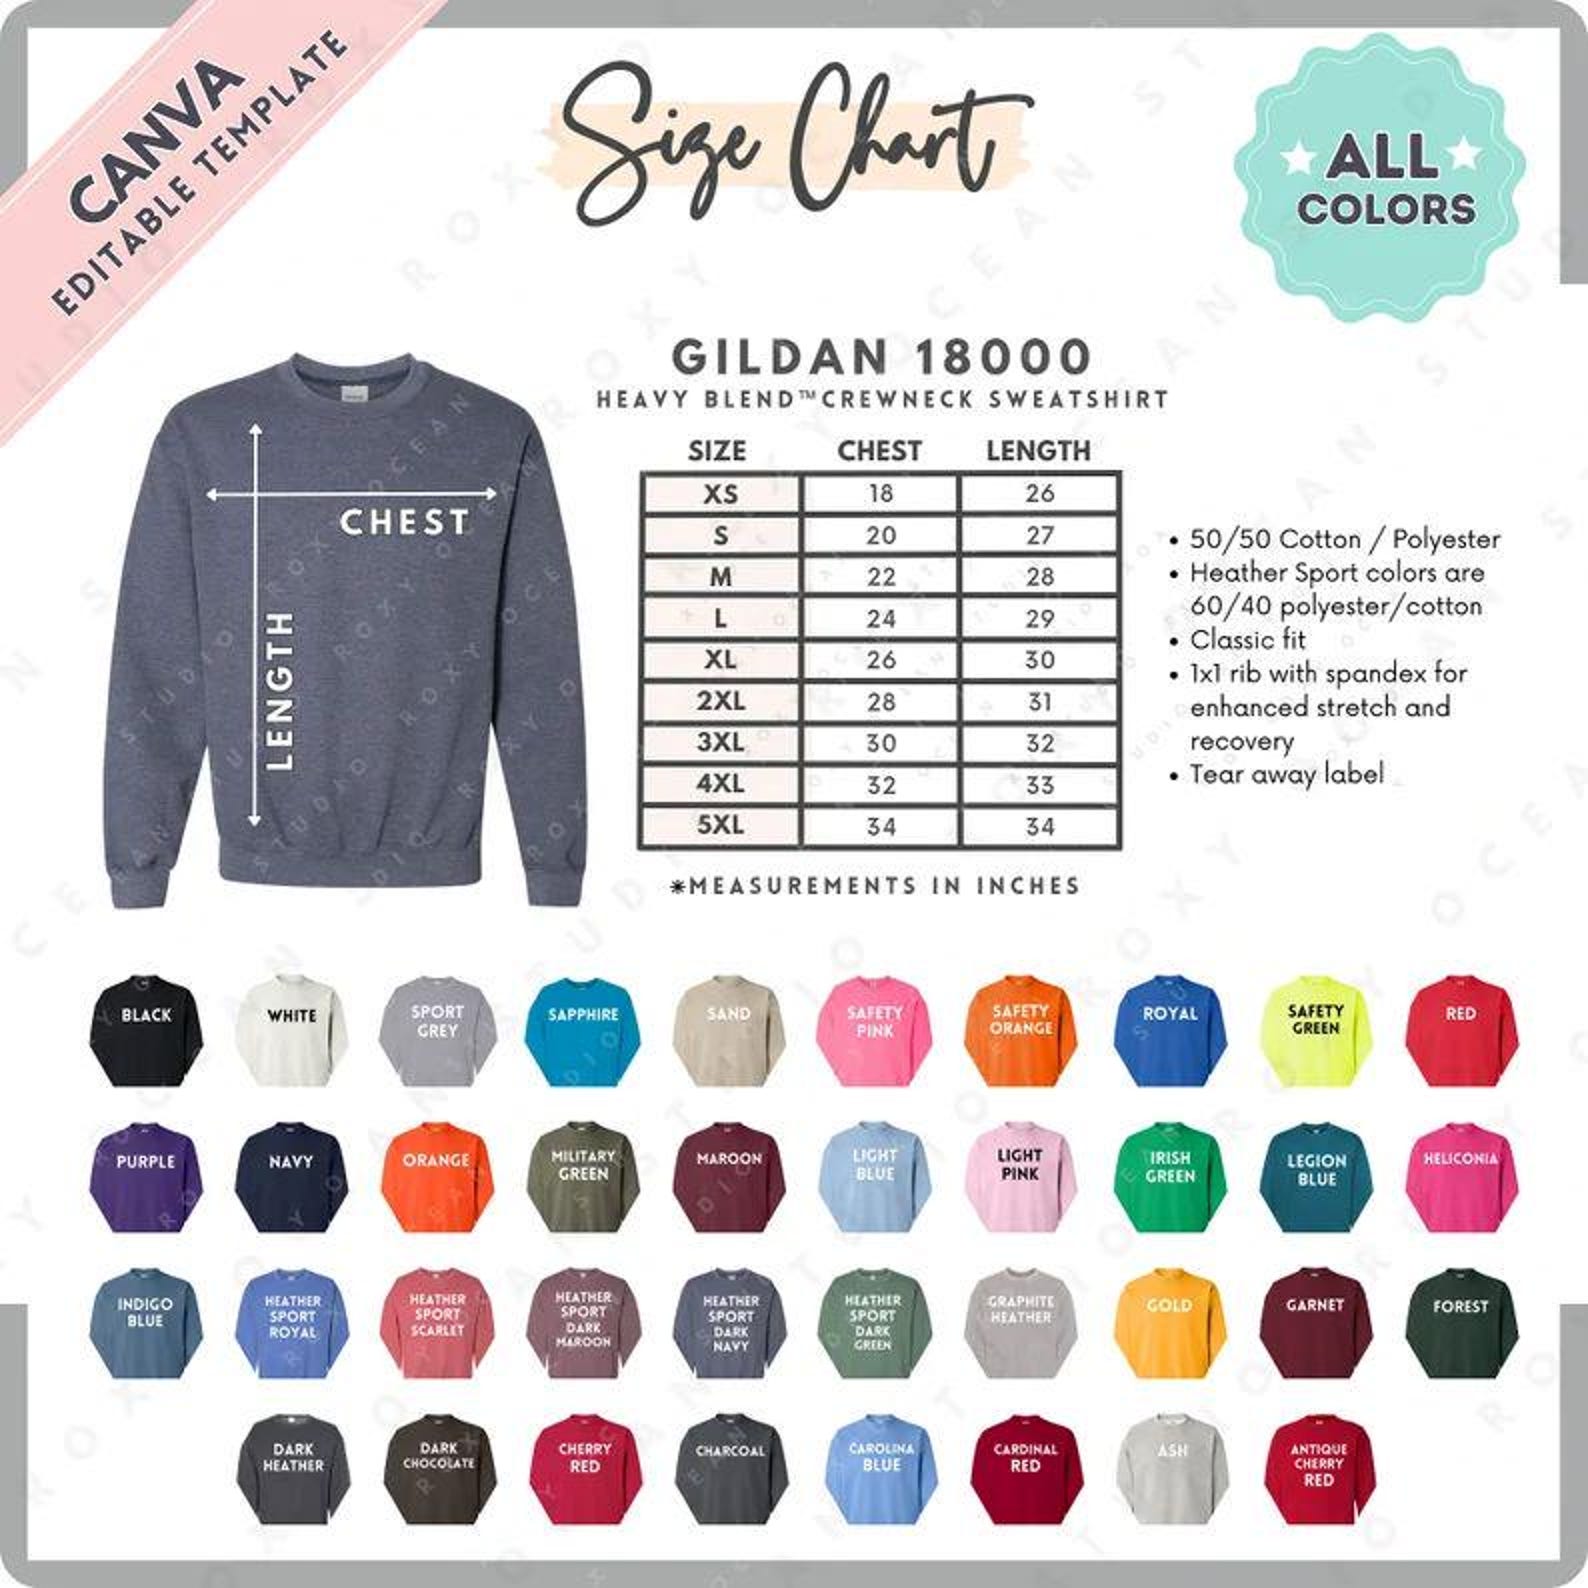 CANVA
EDITABLE TEMPLATE
Size Chart
ALL
COLORS
GILDAN 18000
HEAVY BLEND™ CREWNECK SWEATSHIRT
SIZE CHEST LENGTH
XS 18 26
S 20 27
M 22 28
L 24 29
XL 26 30
2XL 28 31
3XL 30 32
4XL 32 33
5XL 34 34
*MEASUREMENTS IN INCHES
CHEST
LENGTH
• 50/50 Cotton / Polyester
• Heather Sport colors are
60/40 polyester/cotton
• Classic fit
• 1x1 rib with spandex for
enhanced stretch and
recovery
• Tear away label
BLACK
WHITE
SPORT
GREY
SAPPHIRE
SAND
SAFETY
PINK
SAFETY
ORANGE
ROYAL
SAFETY
GREEN
RED
PURPLE
NAVY
ORANGE
MILITARY
GREEN
MAROON
LIGHT
BLUE
LIGHT
PINK
IRISH
GREEN
LEGION
BLUE
HELICONIA
INDIGO
BLUE
HEATHER
SPORT
ROYAL
HEATHER
SPORT
SCARLET
HEATHER
SPORT
DARK
MAROON
HEATHER
SPORT
DARK
NAVY
HEATHER
SPORT
DARK
GREEN
GRAPHITE
HEATHER
GOLD
GARNET
FOREST
DARK
HEATHER
DARK
CHOCOLATE
CHERRY
RED
CHARCOAL
CAROLINA
BLUE
CARDINAL
RED
ASH
ANTIQUE
CHERRY
RED
ROXY OCEAN STUDIO